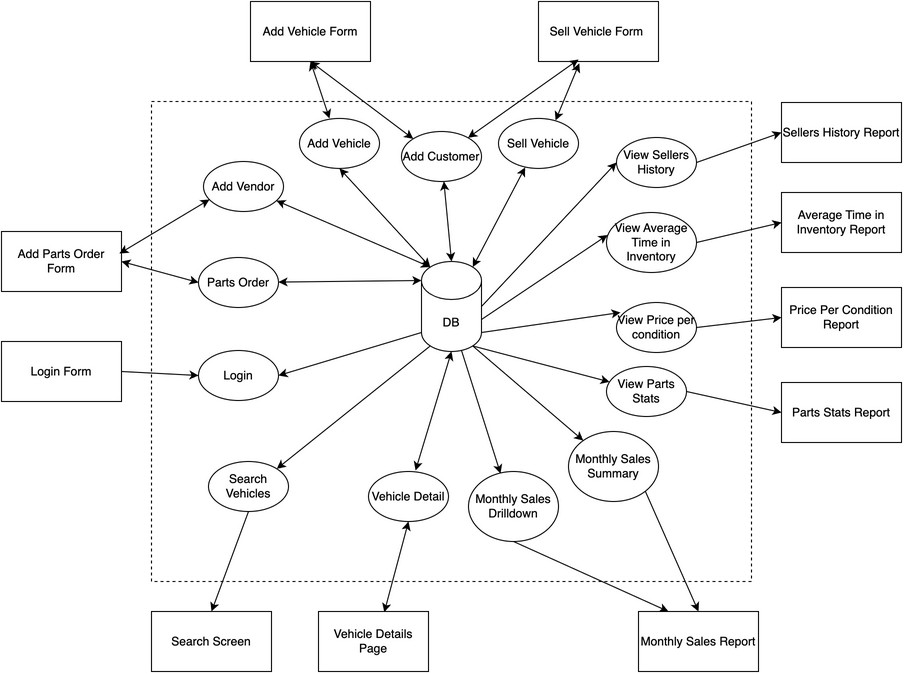 Add Vehicle Form
Sell Vehicle Form
Add Vehicle
Add Customer
Sell Vehicle
View Sellers
History
Sellers History Report
Add Vendor
View Average
Time in
Inventory
Average Time in
Inventory Report
Add Parts Order
Form
Parts Order
DB
View Price per
condition
Price Per Condition
Report
Login Form
Login
View Parts
Stats
Parts Stats Report
Search
Vehicles
Vehicle Detail
Monthly Sales
Drilldown
Monthly Sales
Summary
Search Screen
Vehicle Details
Page
Monthly Sales Report